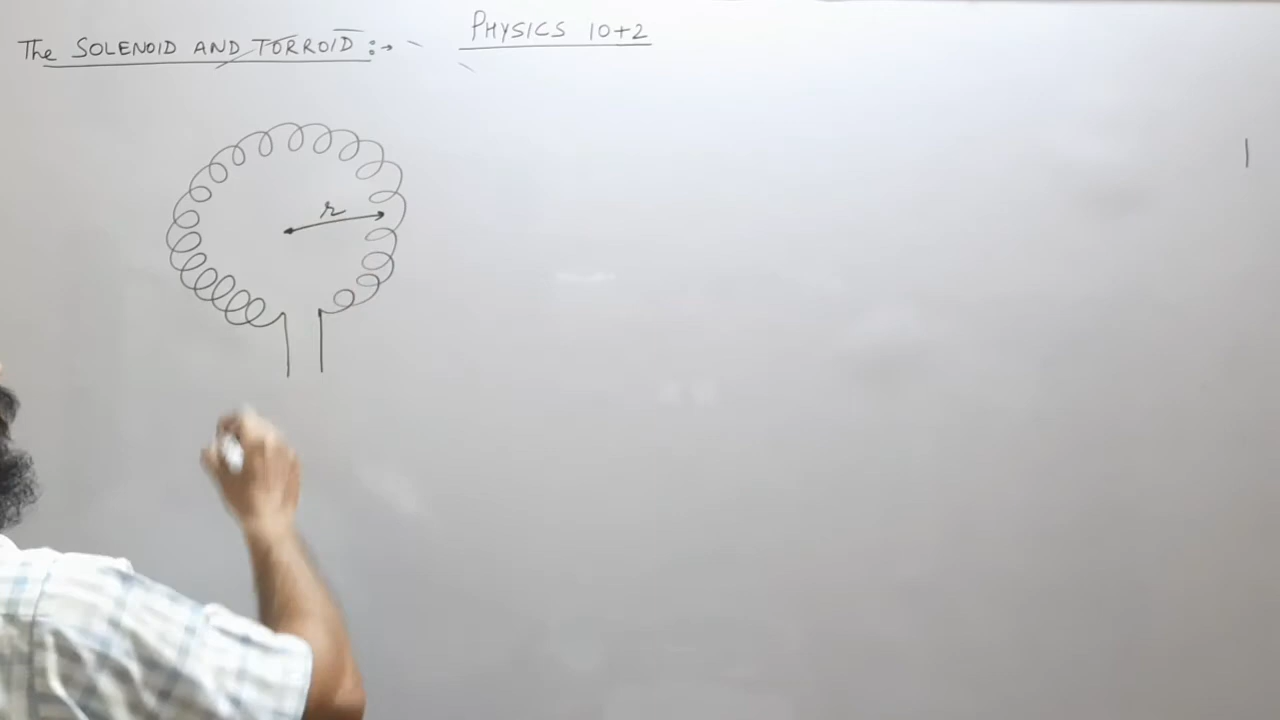 The SOLENOID AND TORROID :→
PHYSICS 10+2
r